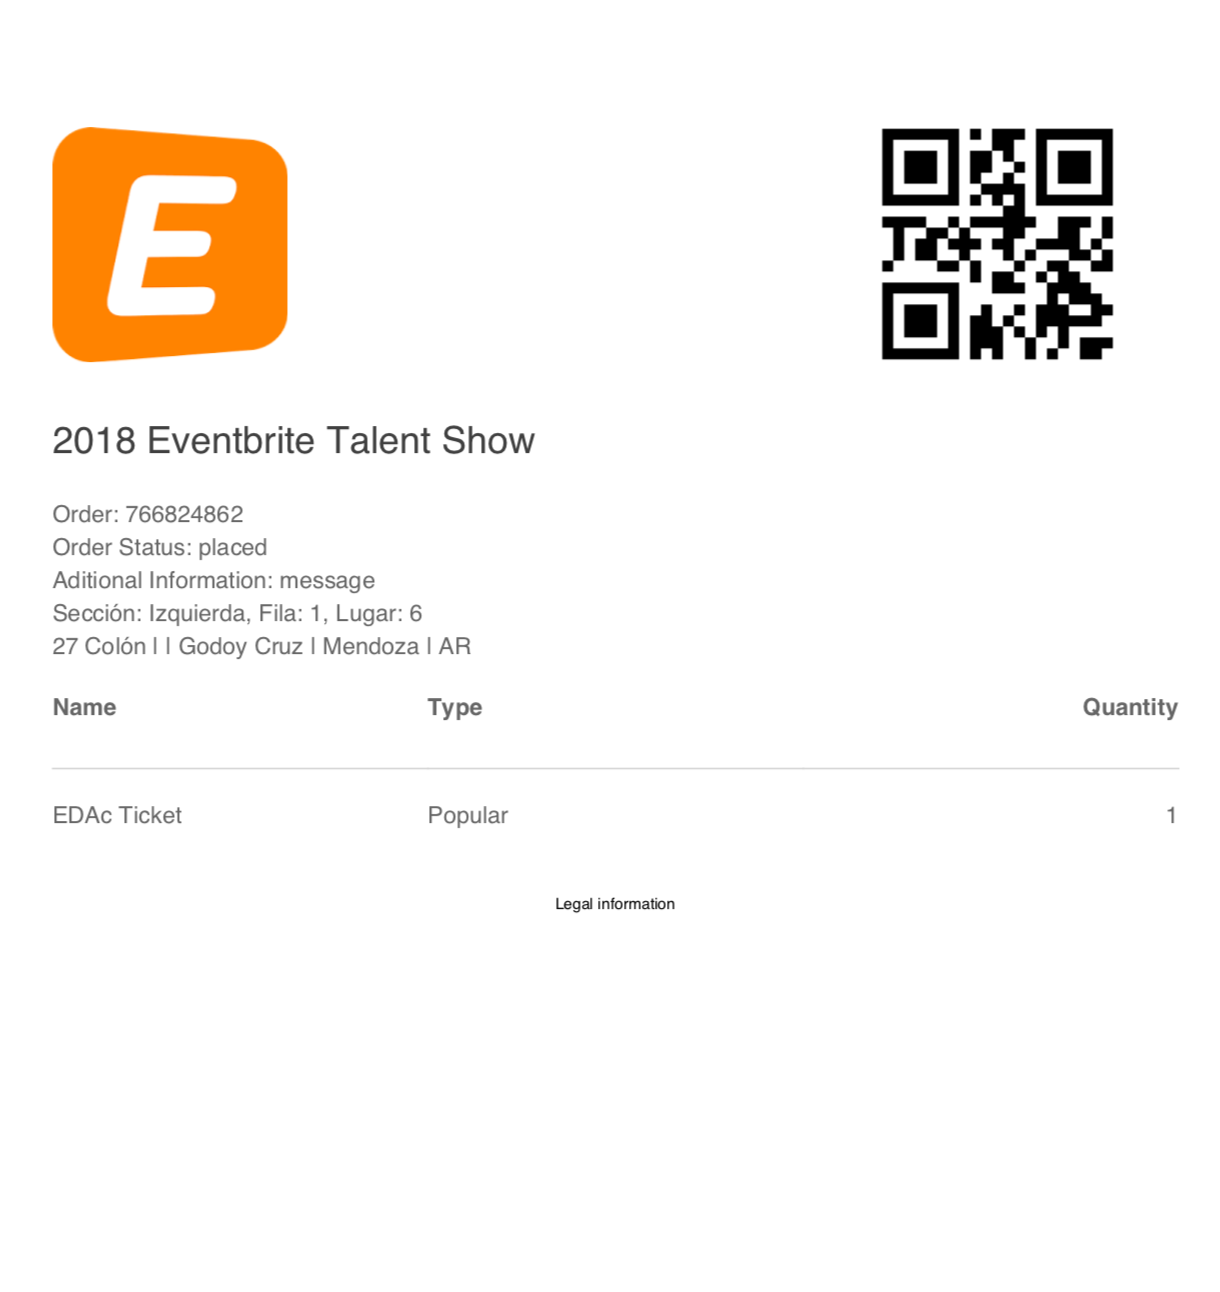 E
2018 Eventbrite Talent Show
Order: 766824862
Order Status: placed
Aditional Information: message
Sección: Izquierda, Fila: 1, Lugar: 6
27 Colón | | Godoy Cruz | Mendoza | AR
Name Type Quantity
EDAc Ticket Popular 1
Legal information